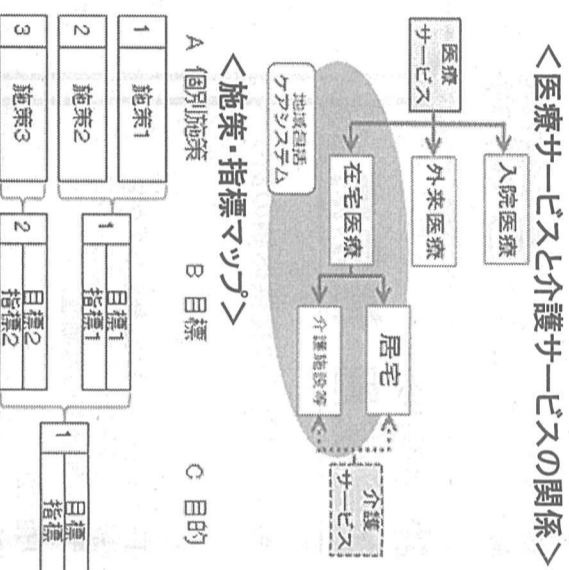 ＜医療サービスと介護サービスの関係＞
医療
サービス
入院医療
外来医療
在宅医療
地域包括
ケアシステム
居宅
介護施設等
介護
サービス
＜施策・指標マップ＞
A 個別施策
B 目標
C 目的
1 施策1
2 施策2
3 施策3
1 目標1
指標1
2 目標2
指標2
1 目標
指標